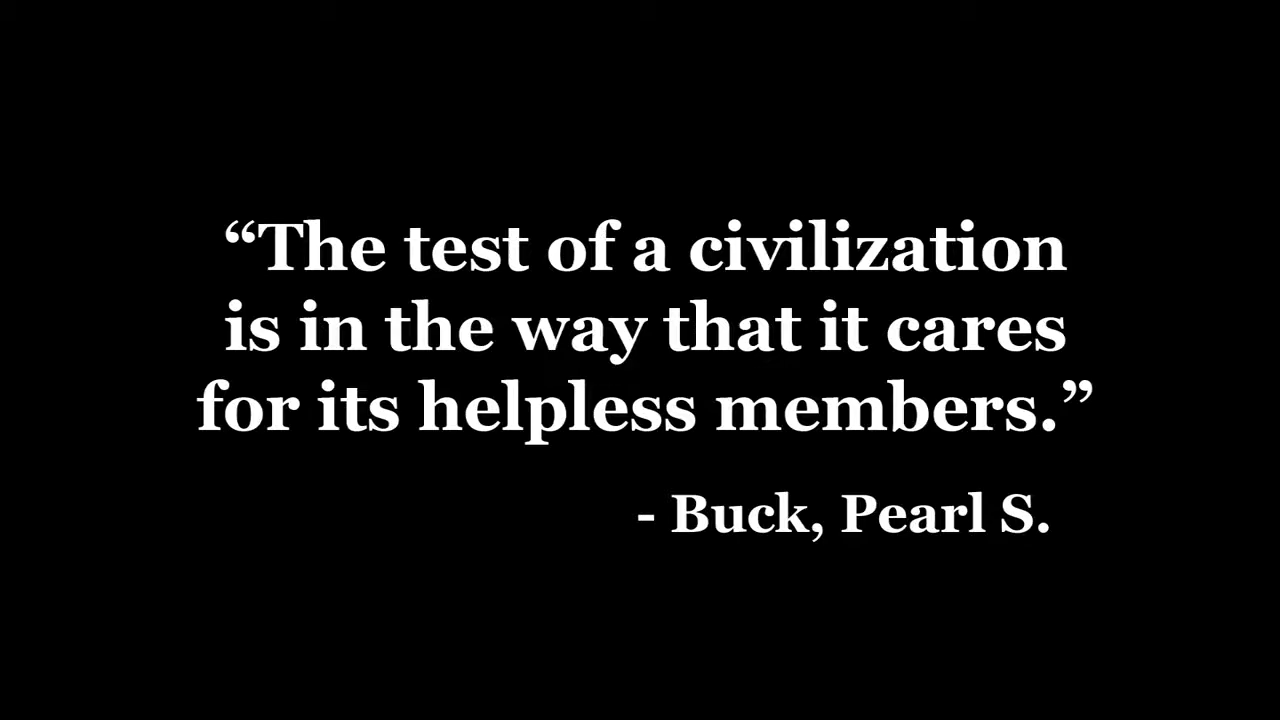 “The test of a civilization
is in the way that it cares
for its helpless members.”
- Buck, Pearl S.